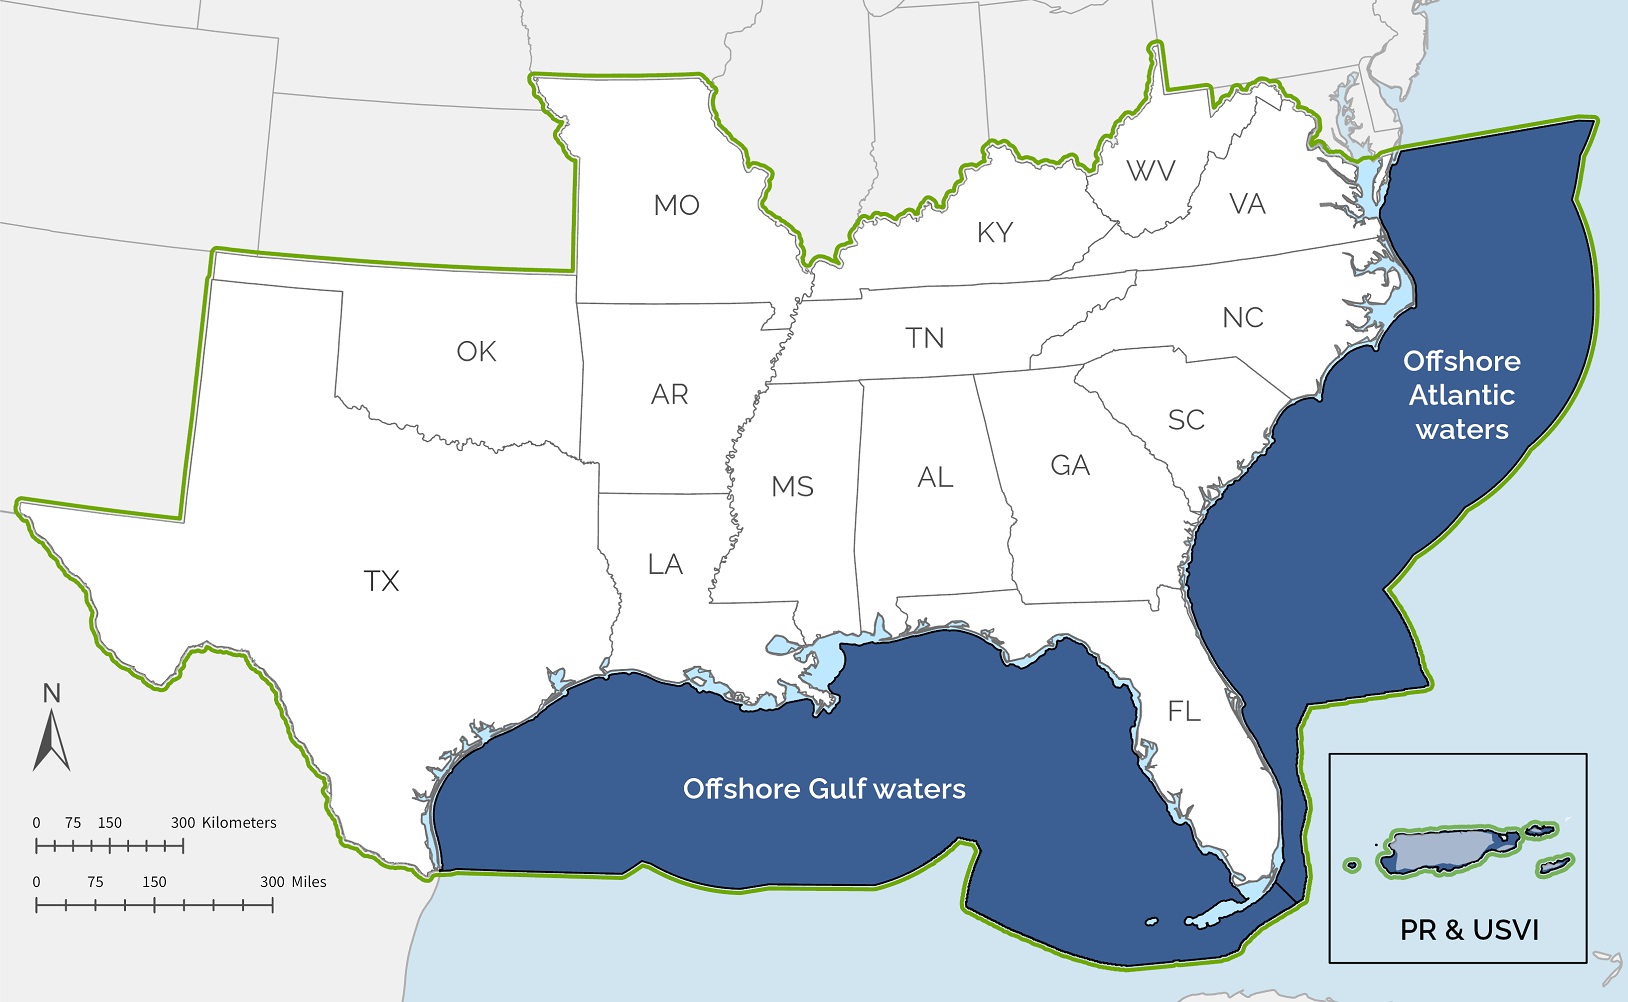 MO
WV
VA
KY
OK
TN
NC
AR
SC
MS
AL
GA
LA
TX
FL
Offshore
Atlantic
waters
Offshore Gulf waters
N
0 75 150 300 Kilometers
0 75 150 300 Miles
PR & USVI